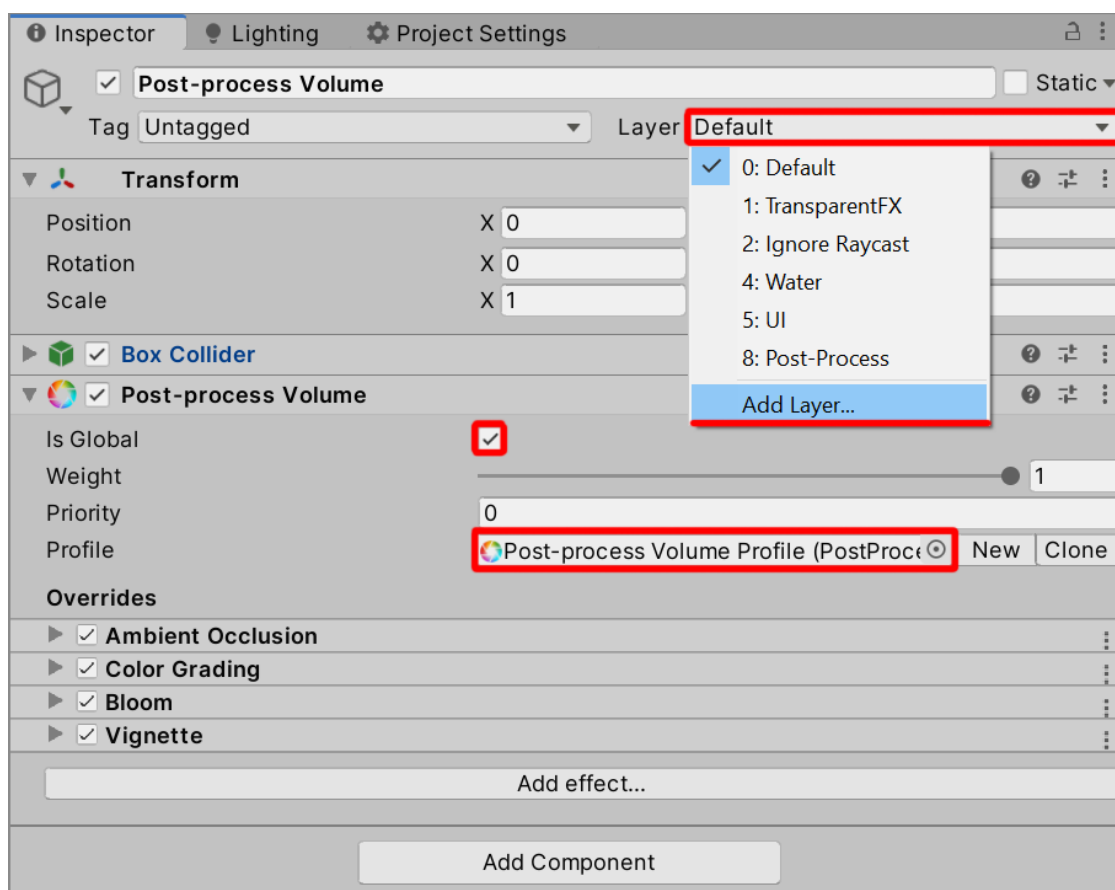 Inspector Lighting Project Settings
Post-process Volume Static
Tag Untagged Layer Default
0: Default
Transform
1: TransparentFX
Position X 0
2: Ignore Raycast
Rotation X 0
4: Water
Scale X 1
5: UI
Box Collider
8: Post-Process
Post-process Volume
Add Layer...
Is Global
Weight 1
Priority 0
Profile Post-process Volume Profile (PostProce New Clone
Overrides
Ambient Occlusion
Color Grading
Bloom
Vignette
Add effect...
Add Component